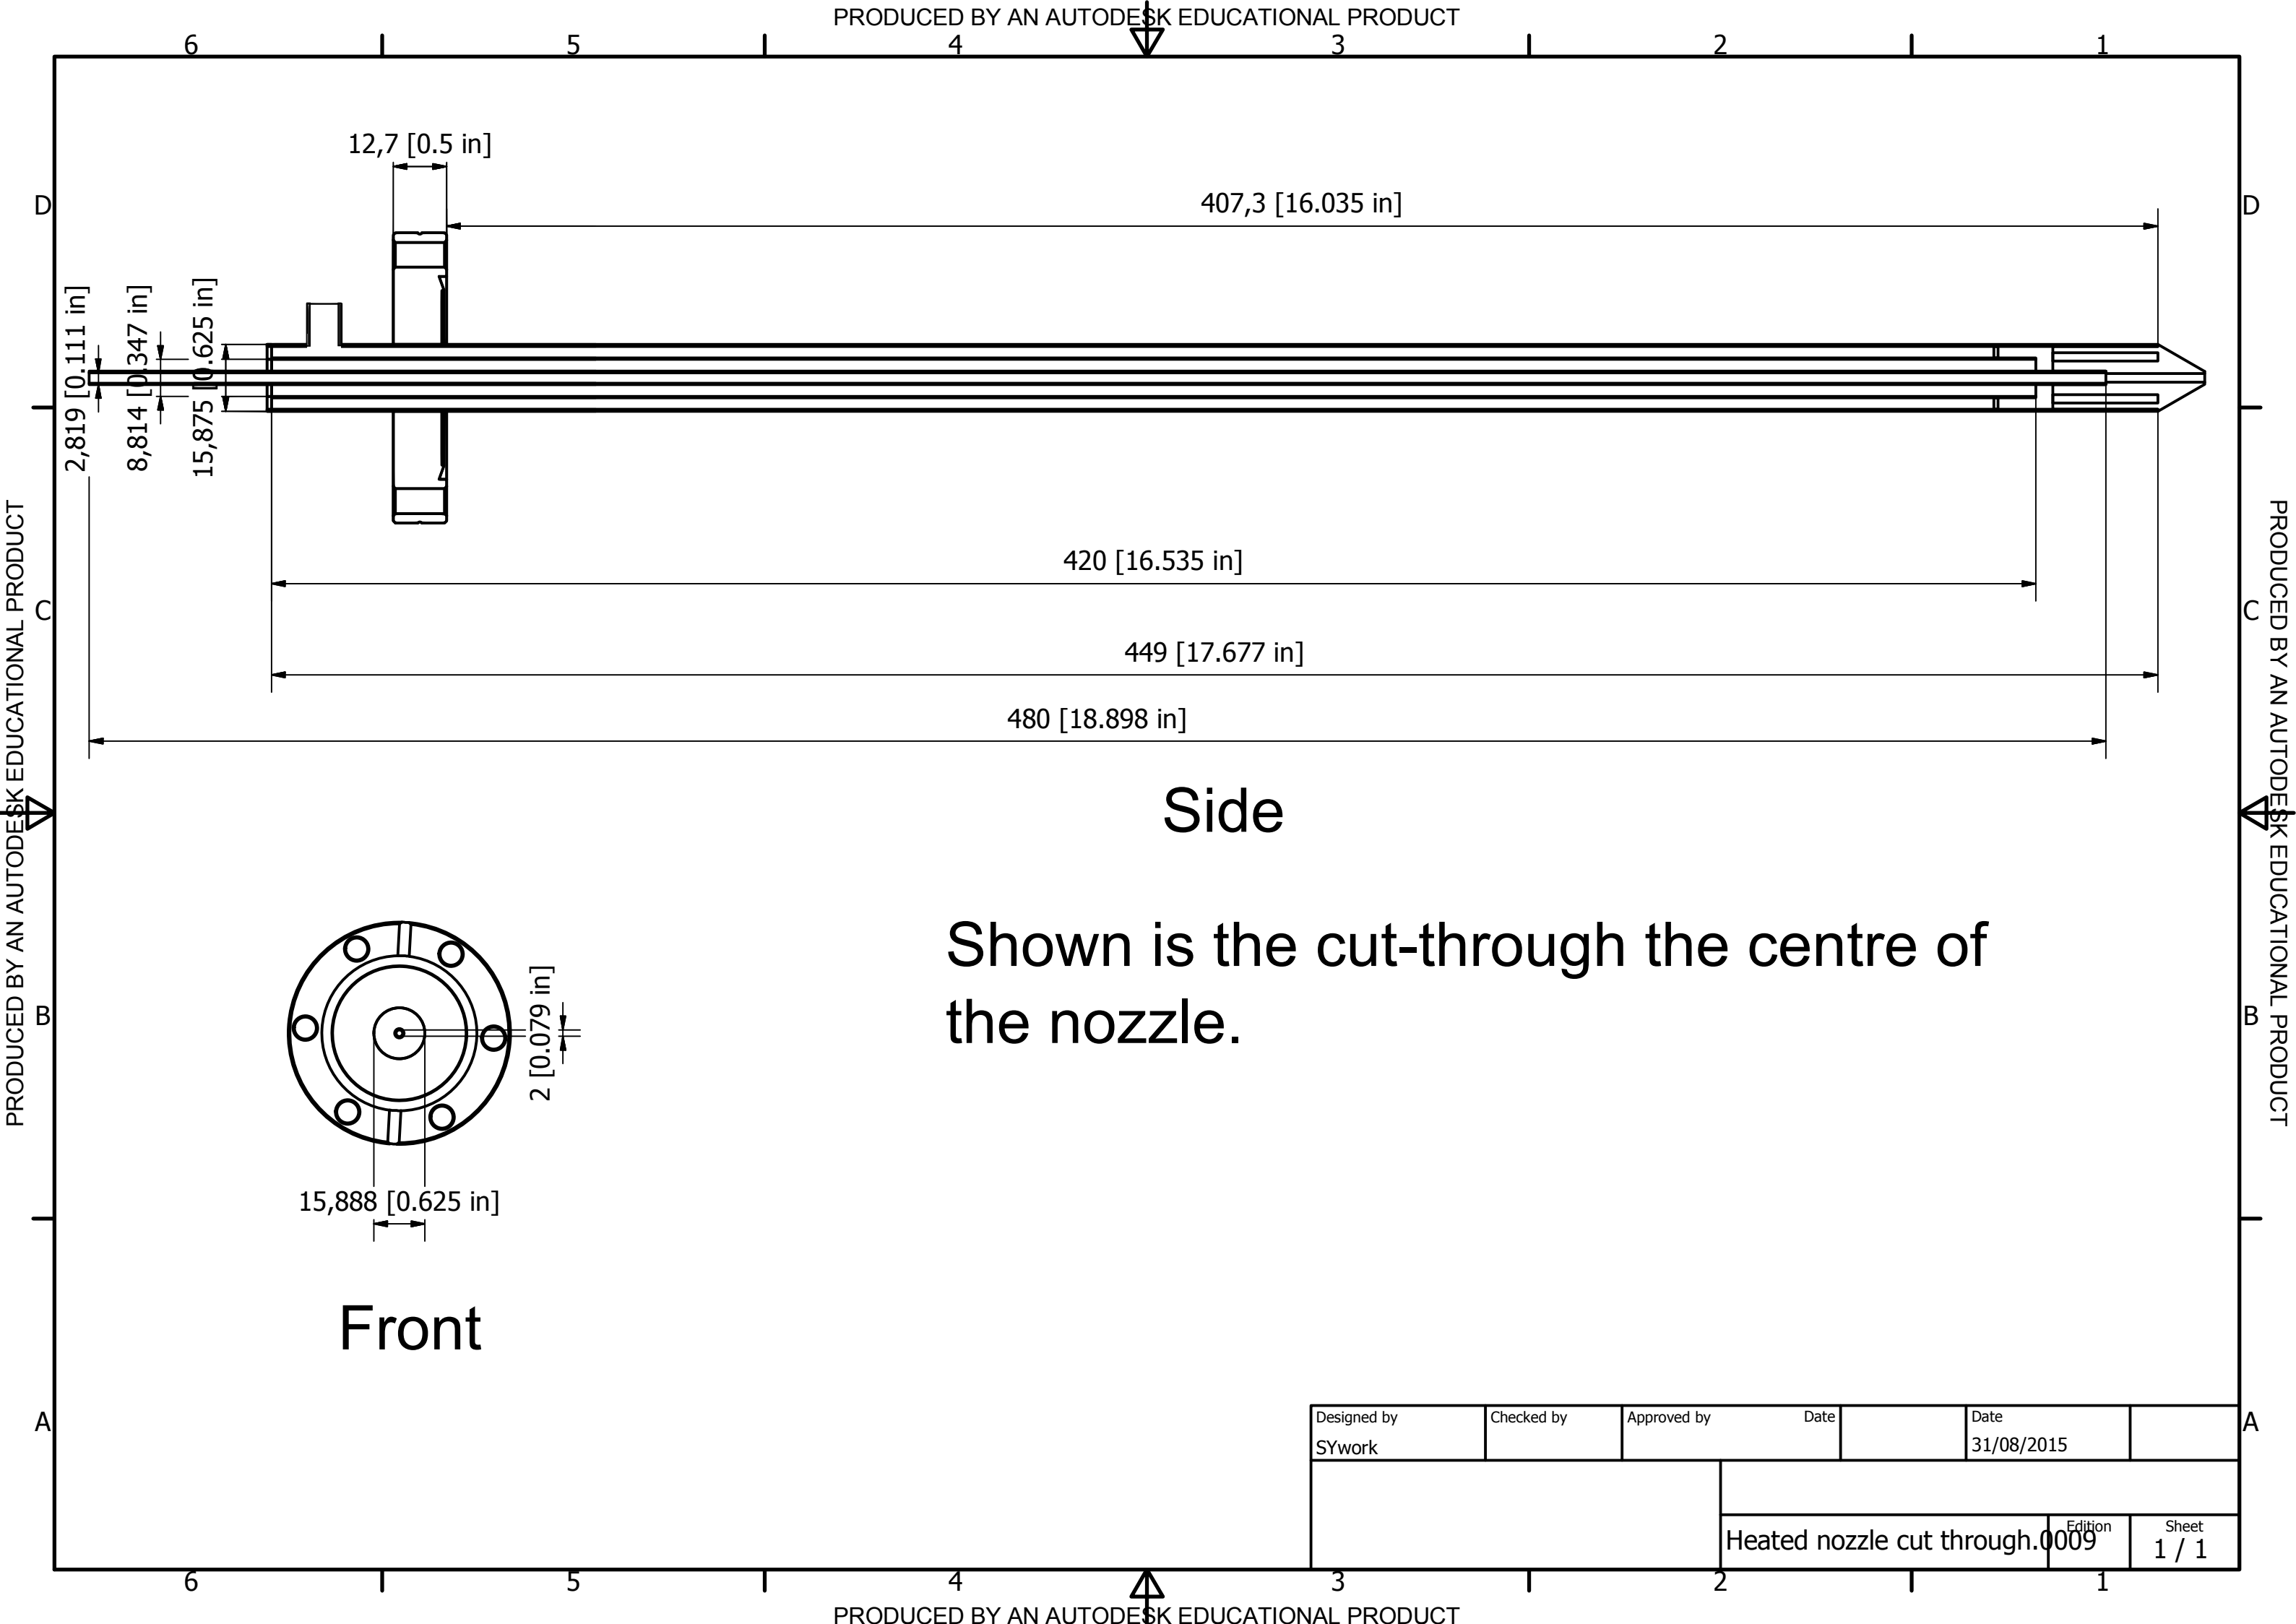 PRODUCED BY AN AUTODESK EDUCATIONAL PRODUCT
6 5 4 3 2 1
12,7 [0.5 in]
D 407,3 [16.035 in] D
2,819 [0.111 in]
8,814 [0.347 in]
15,875 [0.625 in]
420 [16.535 in]
C C
449 [17.677 in]
480 [18.898 in]
Side
PRODUCED BY AN AUTODESK EDUCATIONAL PRODUCT
PRODUCED BY AN AUTODESK EDUCATIONAL PRODUCT
Shown is the cut-through the centre of
the nozzle.
B B
2 [0.079 in]
15,888 [0.625 in]
Front
A A
Designed by Checked by Approved by Date Date
SYwork 31/08/2015
Heated nozzle cut through.0009
Edition Sheet
1 / 1
6 5 4 3 2 1
PRODUCED BY AN AUTODESK EDUCATIONAL PRODUCT